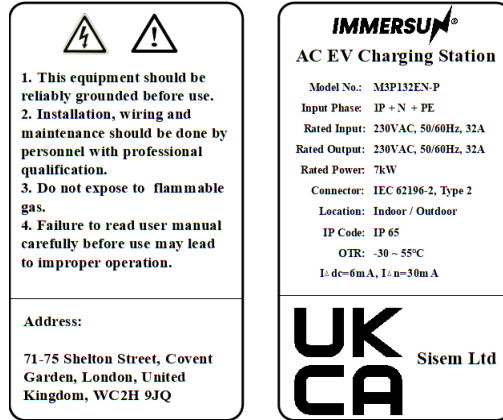 1. This equipment should be
reliably grounded before use.
2. Installation, wiring and
maintenance should be done by
personnel with professional
qualification.
3. Do not expose to flammable
gas.
4. Failure to read user manual
carefully before use may lead
to improper operation.
Address:
71-75 Shelton Street, Covent
Garden, London, United
Kingdom, WC2H 9JQ
IMMERSUN®
AC EV Charging Station
Model No.: M3P132EN-P
Input Phase: IP + N + PE
Rated Input: 230VAC, 50/60Hz, 32A
Rated Output: 230VAC, 50/60Hz, 32A
Rated Power: 7kW
Connector: IEC 62196-2, Type 2
Location: Indoor / Outdoor
IP Code: IP 65
OTR: -30 ~ 55°C
I△dc=6mA, I△n=30mA
UK
CA
Sisem Ltd